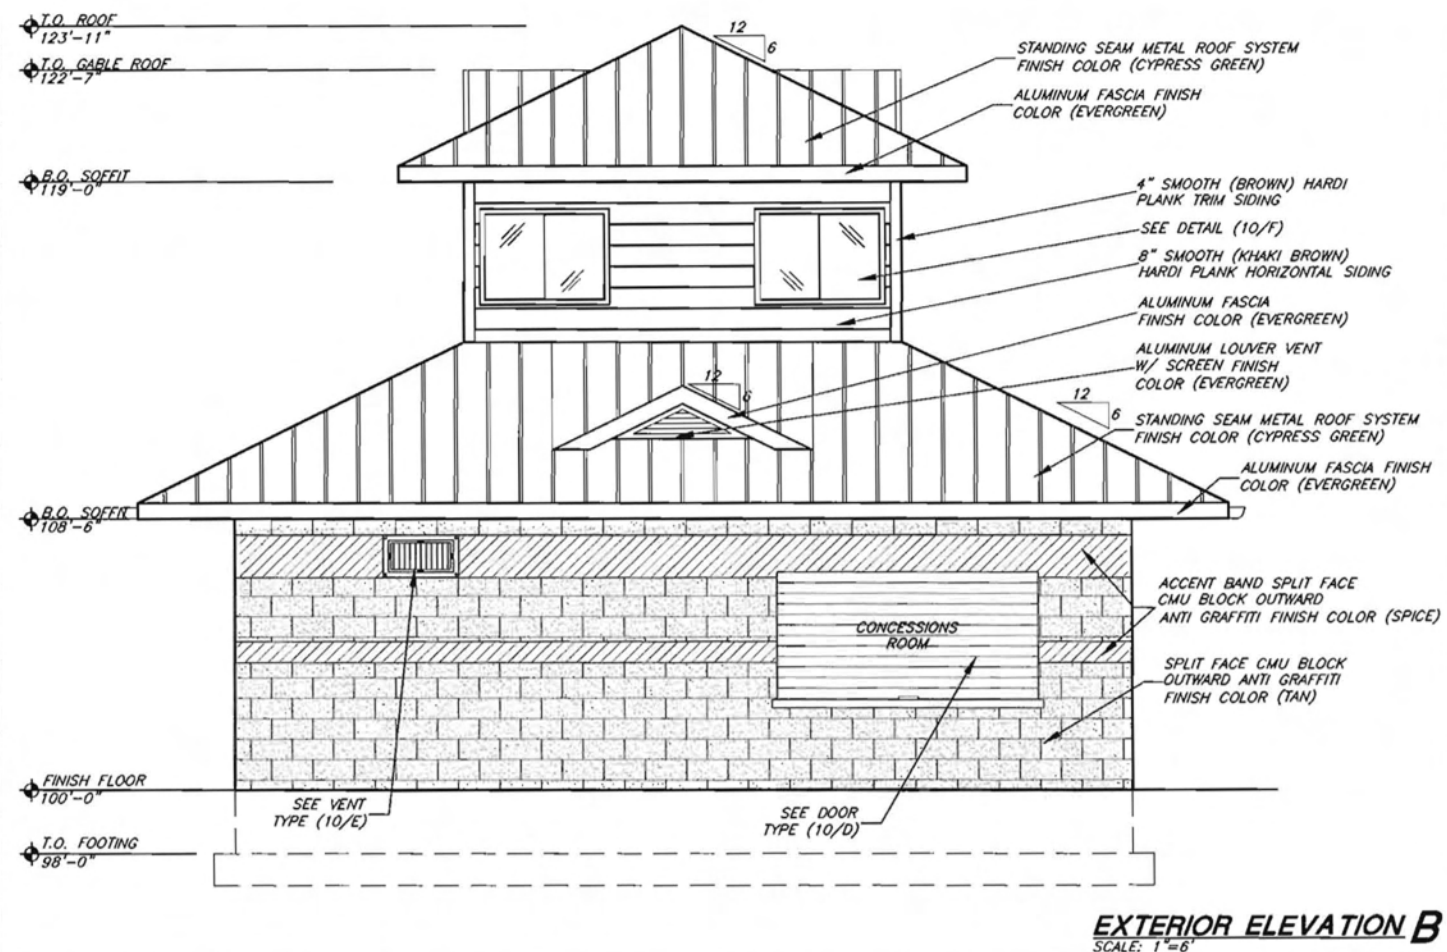 T.O. ROOF
123'-11"
T.O. GABLE ROOF
122'-7"
B.O. SOFFIT
119'-0"
B.O. SOFFIT
108'-6"
FINISH FLOOR
100'-0"
T.O. FOOTING
98'-0"
12
6
STANDING SEAM METAL ROOF SYSTEM
FINISH COLOR (CYPRESS GREEN)
ALUMINUM FASCIA FINISH
COLOR (EVERGREEN)
4" SMOOTH (BROWN) HARDI
PLANK TRIM SIDING
SEE DETAIL (10/F)
8" SMOOTH (KHAKI BROWN)
HARDI PLANK HORIZONTAL SIDING
ALUMINUM FASCIA
FINISH COLOR (EVERGREEN)
ALUMINUM LOUVER VENT
W/ SCREEN FINISH
COLOR (EVERGREEN)
12
6
12
6
STANDING SEAM METAL ROOF SYSTEM
FINISH COLOR (CYPRESS GREEN)
ALUMINUM FASCIA FINISH
COLOR (EVERGREEN)
ACCENT BAND SPLIT FACE
CMU BLOCK OUTWARD
ANTI GRAFFITI FINISH COLOR (SPICE)
CONCESSIONS
ROOM
SPLIT FACE CMU BLOCK
OUTWARD ANTI GRAFFITI
FINISH COLOR (TAN)
SEE VENT
TYPE (10/E)
SEE DOOR
TYPE (10/D)
EXTERIOR ELEVATION B
SCALE: 1"=6'